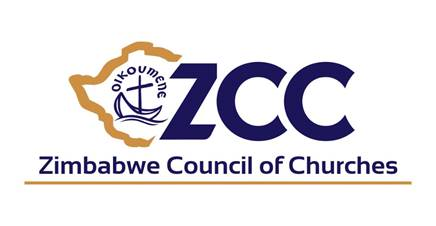 OIKOUMENE
ZCC
Zimbabwe Council of Churches